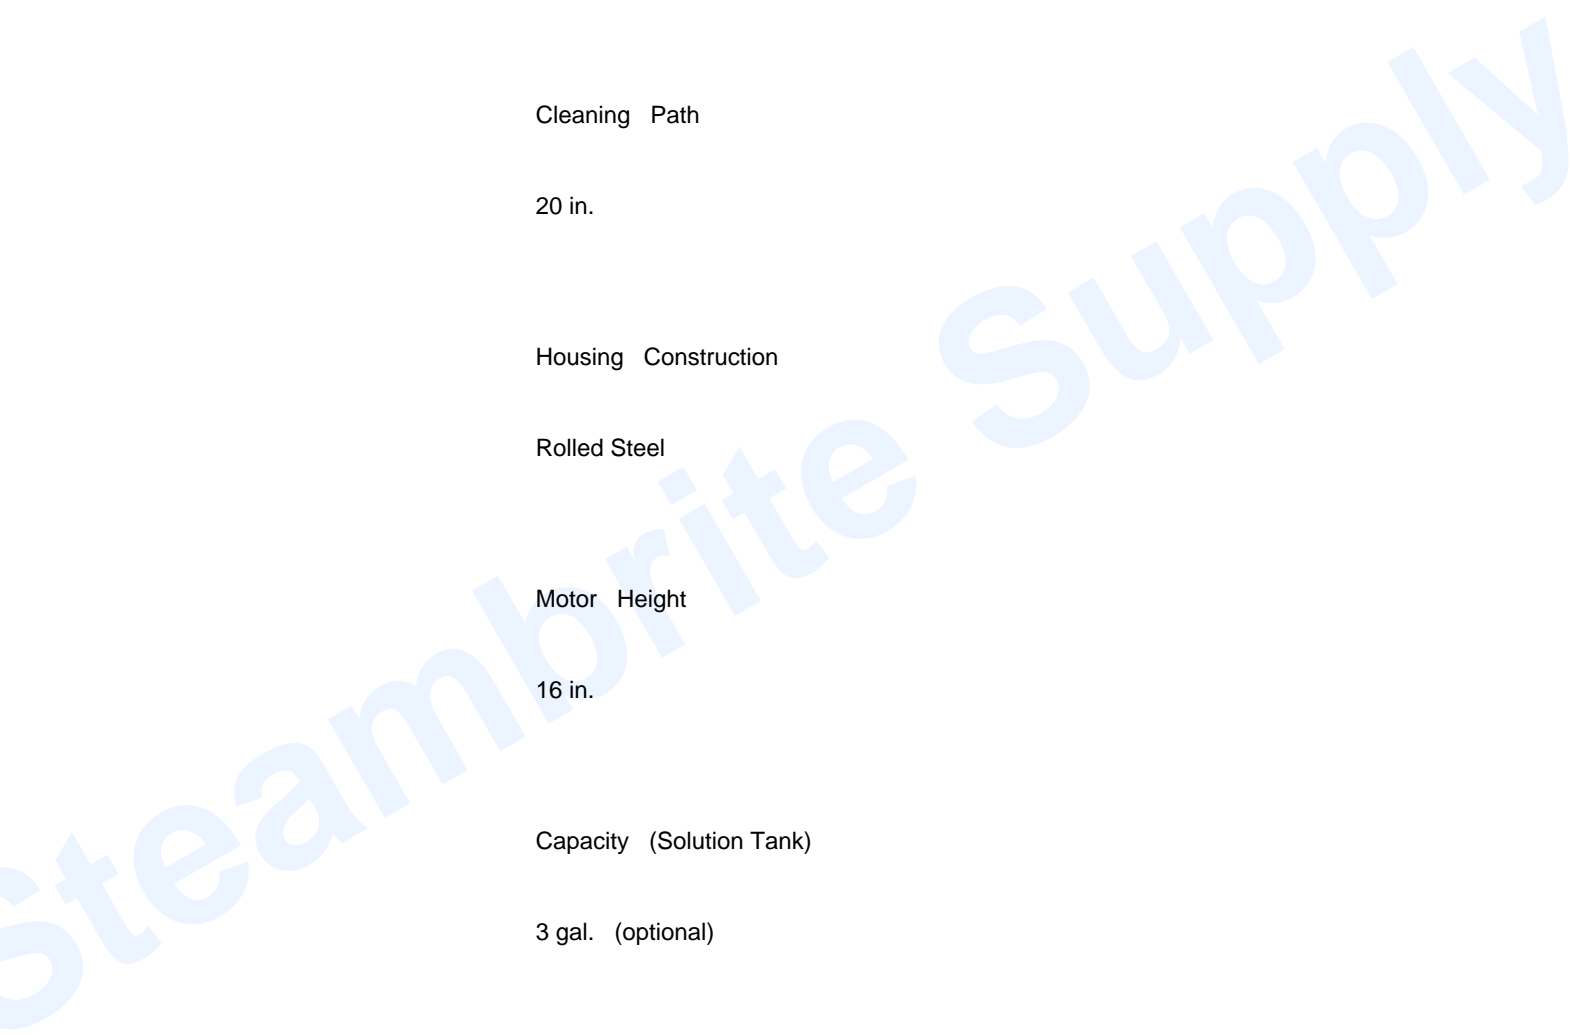 Cleaning Path
20 in.
Housing Construction
Rolled Steel
Motor Height
16 in.
Capacity (Solution Tank)
3 gal. (optional)
Steambrite Supply